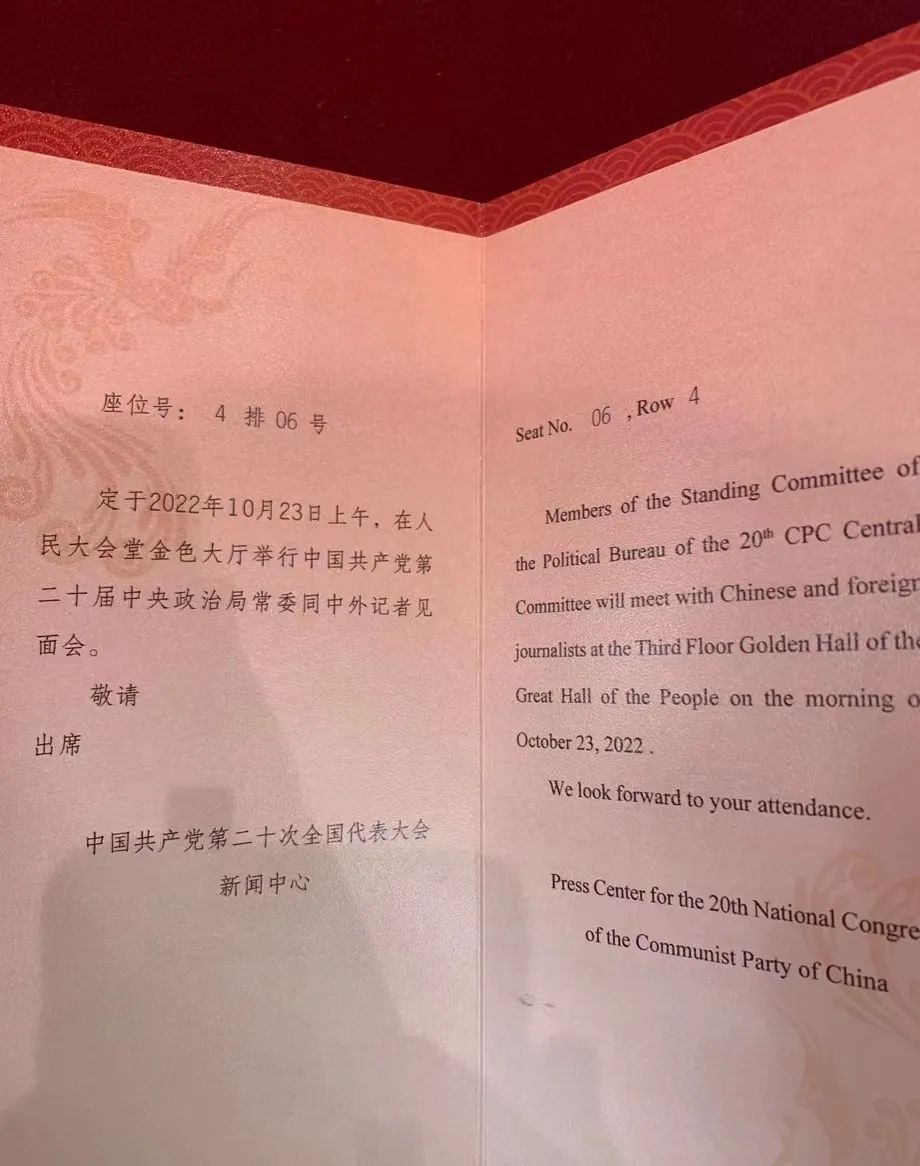 座位号： 4 排 06 号
定于2022年10月23日上午，在人
民大会堂金色大厅举行中国共产党第
二十届中央政治局常委同中外记者见
面会。
敬请
出席
中国共产党第二十次全国代表大会
新闻中心
Seat No. 06 , Row 4
Members of the Standing Committee of
the Political Bureau of the 20th CPC Central
Committee will meet with Chinese and foreign
journalists at the Third Floor Golden Hall of the
Great Hall of the People on the morning o
October 23, 2022 .
We look forward to your attendance.
Press Center for the 20th National Congre
of the Communist Party of China